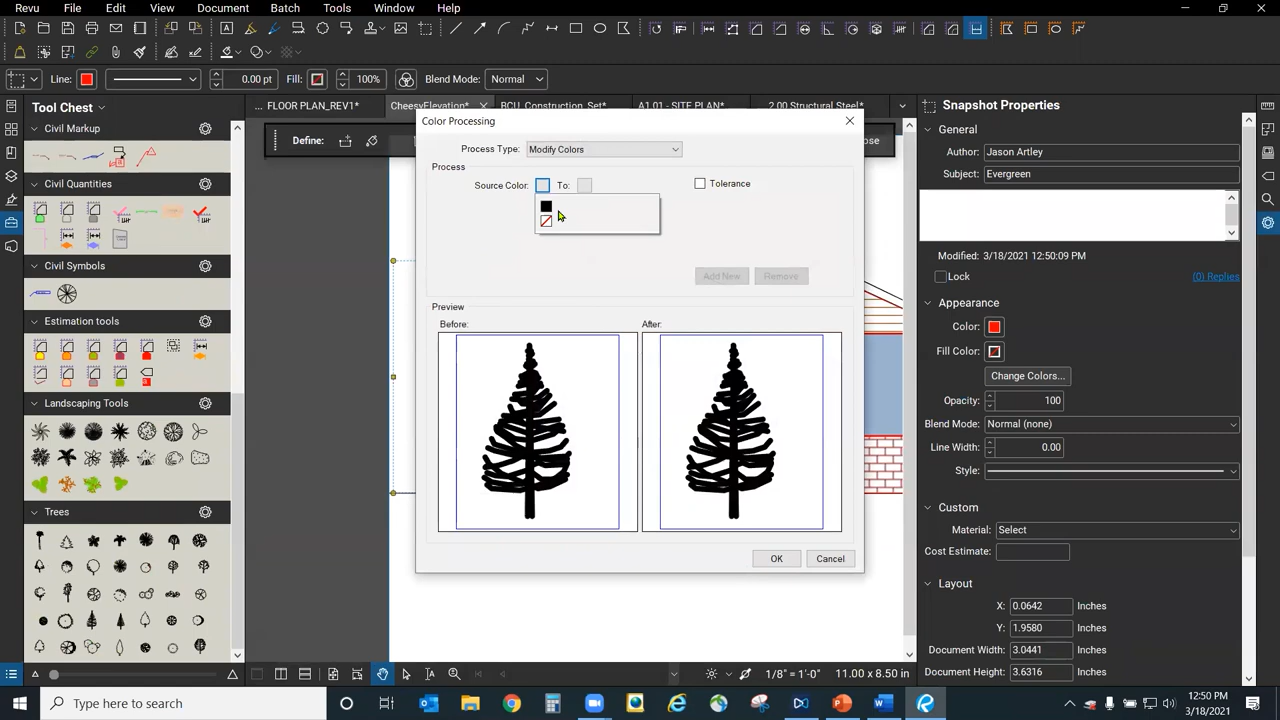 Revu File Edit View Document Batch Tools Window Help
Line: 0.00 pt Fill: 100% Blend Mode: Normal
Tool Chest
... FLOOR PLAN_REV1* CheesyElevation* BCU_Construction_Set* A1.01 - SITE PLAN* 2.00 Structural Steel*
Define:
Civil Markup
Civil Quantities
Civil Symbols
Estimation tools
Landscaping Tools
Trees
Color Processing
Process Type: Modify Colors
Process
Source Color: To: Tolerance
Add New Remove
Preview
Before: After:
OK Cancel
Snapshot Properties
General
Author: Jason Artley
Subject: Evergreen
Modified: 3/18/2021 12:50:09 PM
Lock (0) Replies
Appearance
Color:
Fill Color:
Change Colors...
Opacity: 100
Blend Mode: Normal (none)
Line Width: 0.00
Style:
Custom
Material: Select
Cost Estimate:
Layout
X: 0.0642 Inches
Y: 1.9580 Inches
Document Width: 3.0441 Inches
Document Height: 3.6316 Inches
1/8" = 1'-0" 11.00 x 8.50 in
Type here to search
12:50 PM
3/18/2021